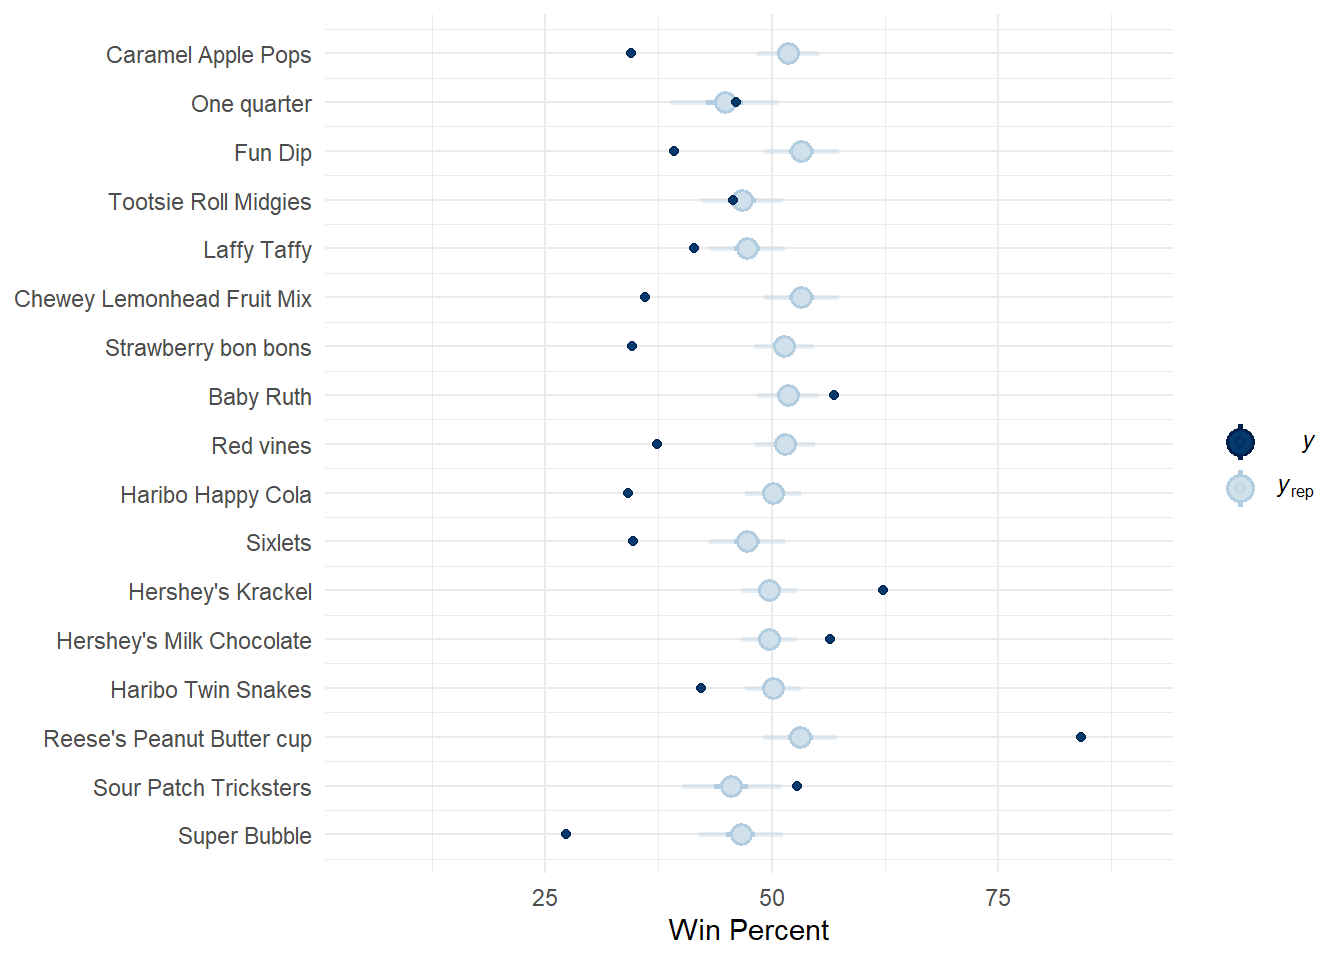 Caramel Apple Pops
One quarter
Fun Dip
Tootsie Roll Midgies
Laffy Taffy
Chewey Lemonhead Fruit Mix
Strawberry bon bons
Baby Ruth
Red vines
Haribo Happy Cola
Sixlets
Hershey's Krackel
Hershey's Milk Chocolate
Haribo Twin Snakes
Reese's Peanut Butter cup
Sour Patch Tricksters
Super Bubble
25 50 75
Win Percent
y
yrep